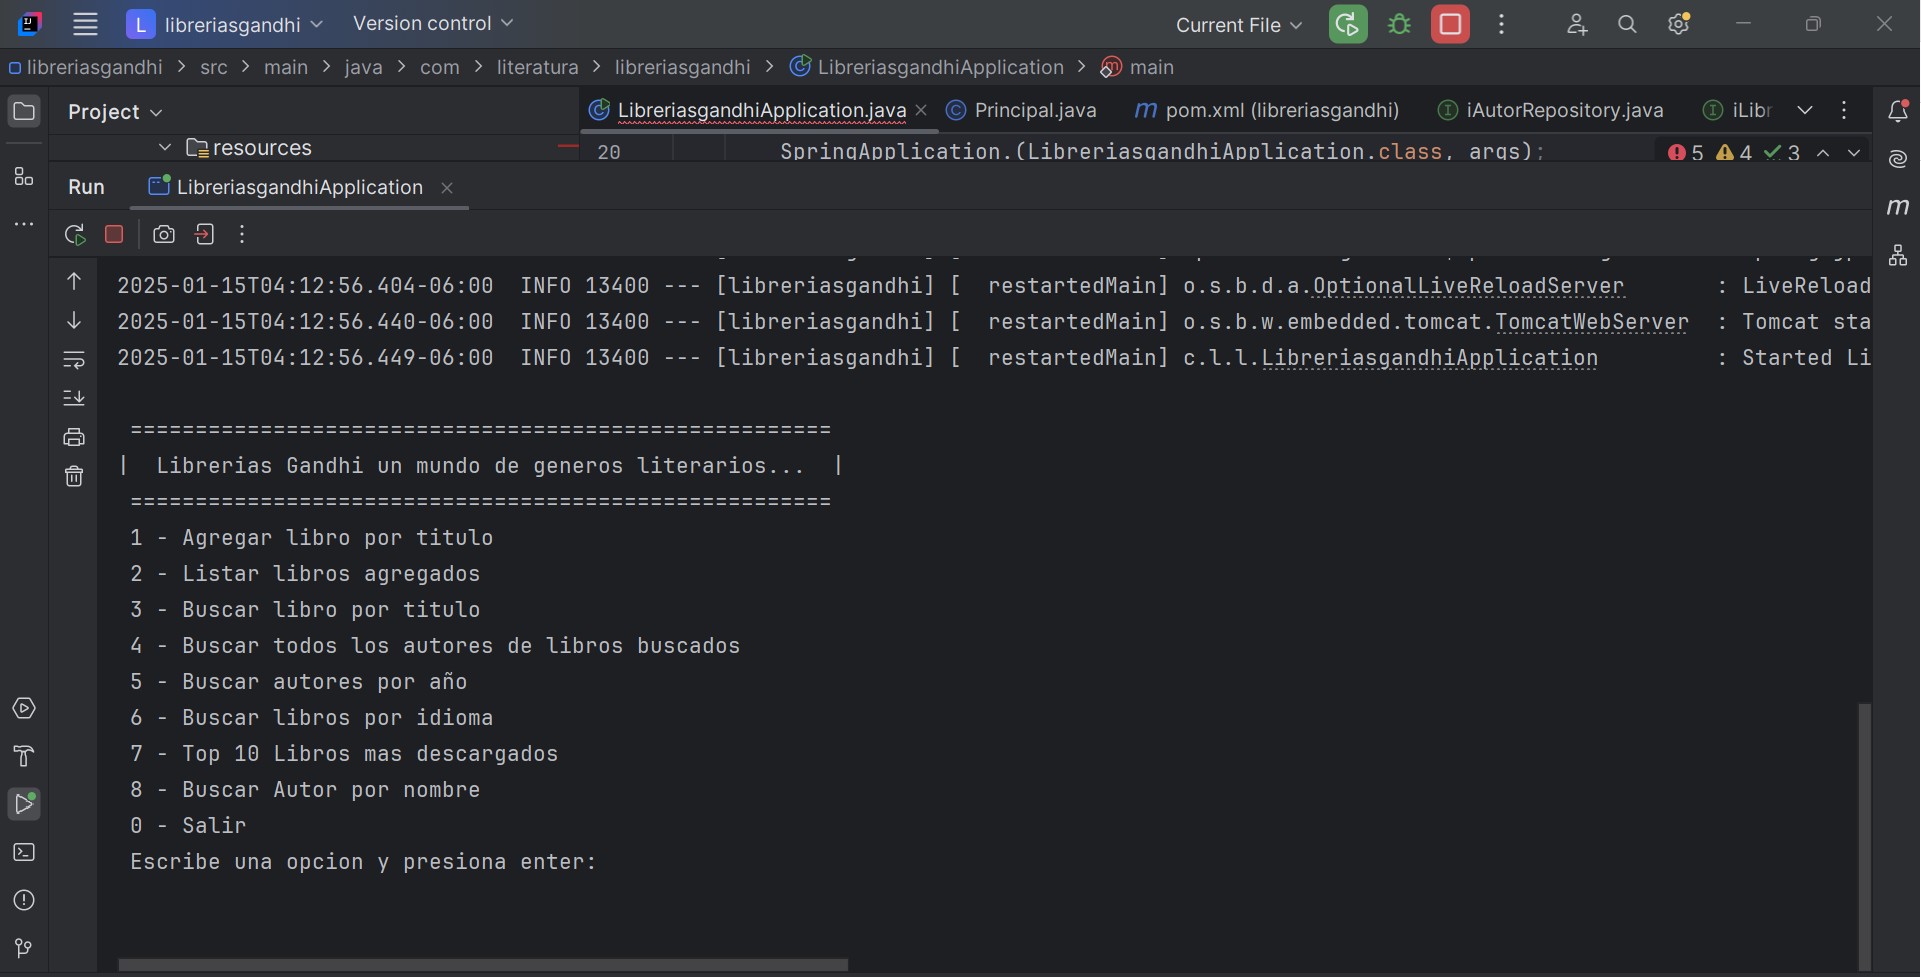 L libreriasgandhi Version control Current File
libreriasgandhi > src > main > java > com > literatura > libreriasgandhi > LibreriasgandhiApplication > main
Project LibreriasgandhiApplication.java Principal.java pom.xml (libreriasgandhi) iAutorRepository.java iLibr
resources 20 SpringApplication.(LibreriasgandhiApplication.class, args); 5 4 3
Run LibreriasgandhiApplication
2025-01-15T04:12:56.404-06:00  INFO 13400 --- [libreriasgandhi] [  restartedMain] o.s.b.d.a.OptionalLiveReloadServer       : LiveReload
2025-01-15T04:12:56.440-06:00  INFO 13400 --- [libreriasgandhi] [  restartedMain] o.s.b.w.embedded.tomcat.TomcatWebServer  : Tomcat sta
2025-01-15T04:12:56.449-06:00  INFO 13400 --- [libreriasgandhi] [  restartedMain] c.l.l.LibreriasgandhiApplication         : Started Li
======================================================
|  Librerias Gandhi un mundo de generos literarios...  |
======================================================
1 - Agregar libro por titulo
2 - Listar libros agregados
3 - Buscar libro por titulo
4 - Buscar todos los autores de libros buscados
5 - Buscar autores por año
6 - Buscar libros por idioma
7 - Top 10 Libros mas descargados
8 - Buscar Autor por nombre
0 - Salir
Escribe una opcion y presiona enter: